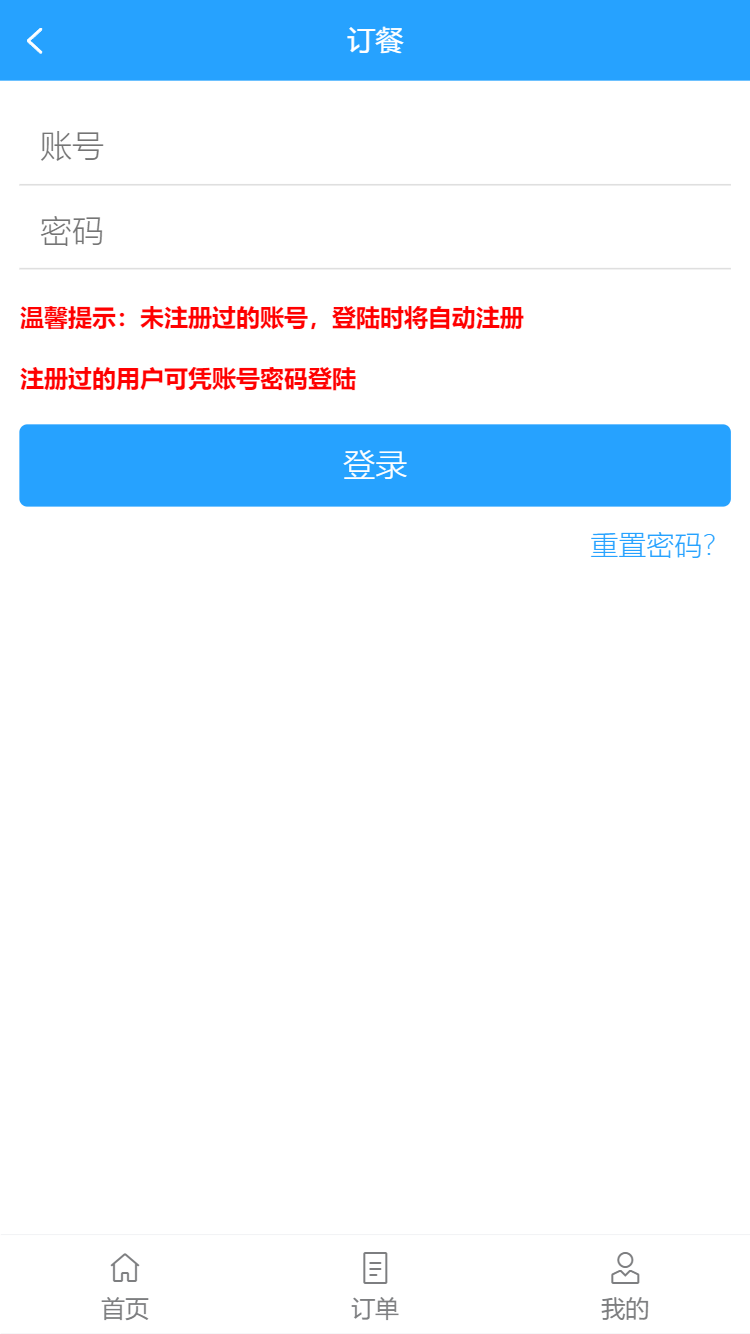 订餐
账号
密码
温馨提示：未注册过的账号，登陆时将自动注册
注册过的用户可凭账号密码登陆
登录
重置密码？
首页 订单 我的